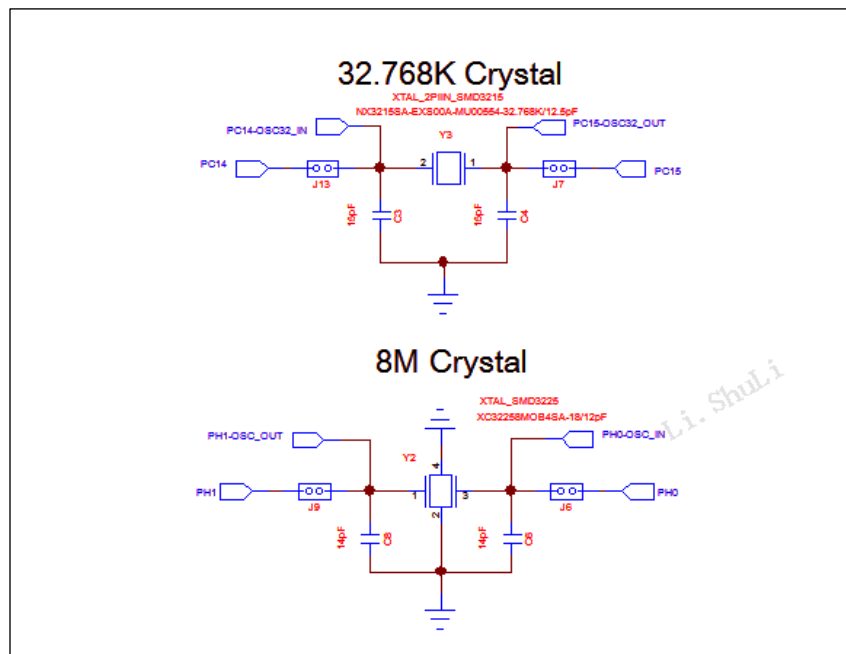 32.768K Crystal
XTAL_2PIIN_SMD3215
NX3215SA-EXS00A-MU00554-32.768K/12.5pF
PC14-OSC32_IN
PC15-OSC32_OUT
Y3
PC14
2
1
PC15
J13
J7
16pF
C3
16pF
C4
8M Crystal
XTAL_SMD3225
XC32258MOB4SA-18/12pF
Li.ShuLi
PH1-OSC_OUT
PH0-OSC_IN
Y2
4
PH1
1
3
PH0
J9
2
J6
14pF
C8
14pF